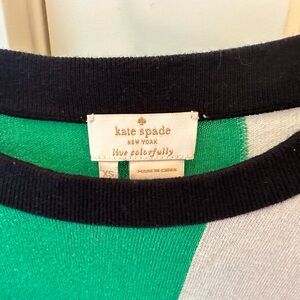 kate spade
NEW YORK
live colorfully
XS
MADE IN CHINA